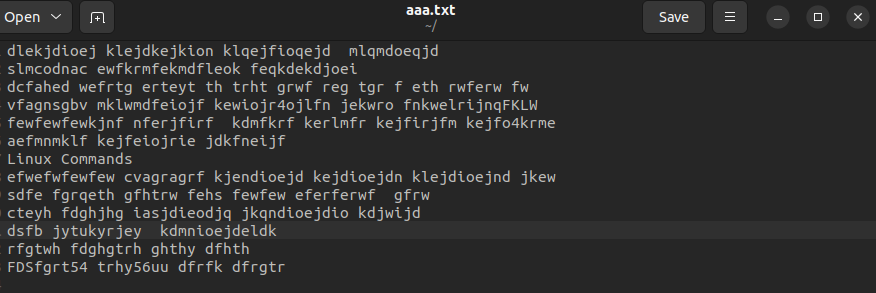 Open
aaa.txt
~/
Save
dlekjdioej klejdkejkion klqejfioqejd  mlqmdoeqjd
slmcodnac ewfkrmfekmdfleok feqkdekdjoei
dcfahed wefrtg erteyt th trht grwf reg tgr f eth rwferw fw
vfagnsgbv mklwmdfeiojf kewiojr4ojlfn jekwro fnkwelrijnqFKLW
fewfewfewkjnf nferjfirf  kdmfkrf kerlmfr kejfirjfm kejfo4krme
aefmnmklf kejfeiojrie jdkfneijf
Linux Commands
efwefwfewfew cvagragrf kjendioejd kejdioejdn klejdioejnd jkew
sdfe fgrqeth gfhtrw fehs fewfew eferferwf  gfrw
cteyh fdghjhg iasjdieodjq jkqndioejdio kdjwijd
dsfb jytukyrjey  kdmnioejdeldk
rfgtwh fdghgtrh ghthy dfhth
FDSfgrt54 trhy56uu dfrfk dfrgtr